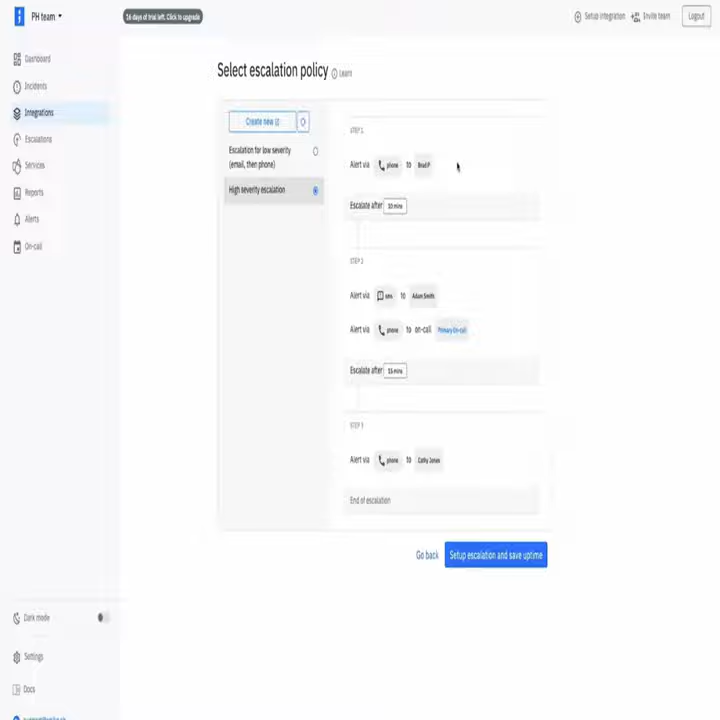 PH team
16 days of trial left. Click to upgrade
Setup integration
Invite team
Logout
Dashboard
Incidents
Integrations
Escalations
Services
Reports
Alerts
On-call
Dark mode
Settings
Docs
Select escalation policy
Learn
Create new
Escalation for low severity
(email, then phone)
High severity escalation
STEP 1
Alert via phone to Brad P
Escalate after 10 mins
STEP 2
Alert via sms to Adam Smith
Alert via phone to on-call Primary On-call
Escalate after 15 mins
STEP 3
Alert via phone to Cathy Jones
End of escalation
Go back
Setup escalation and save uptime